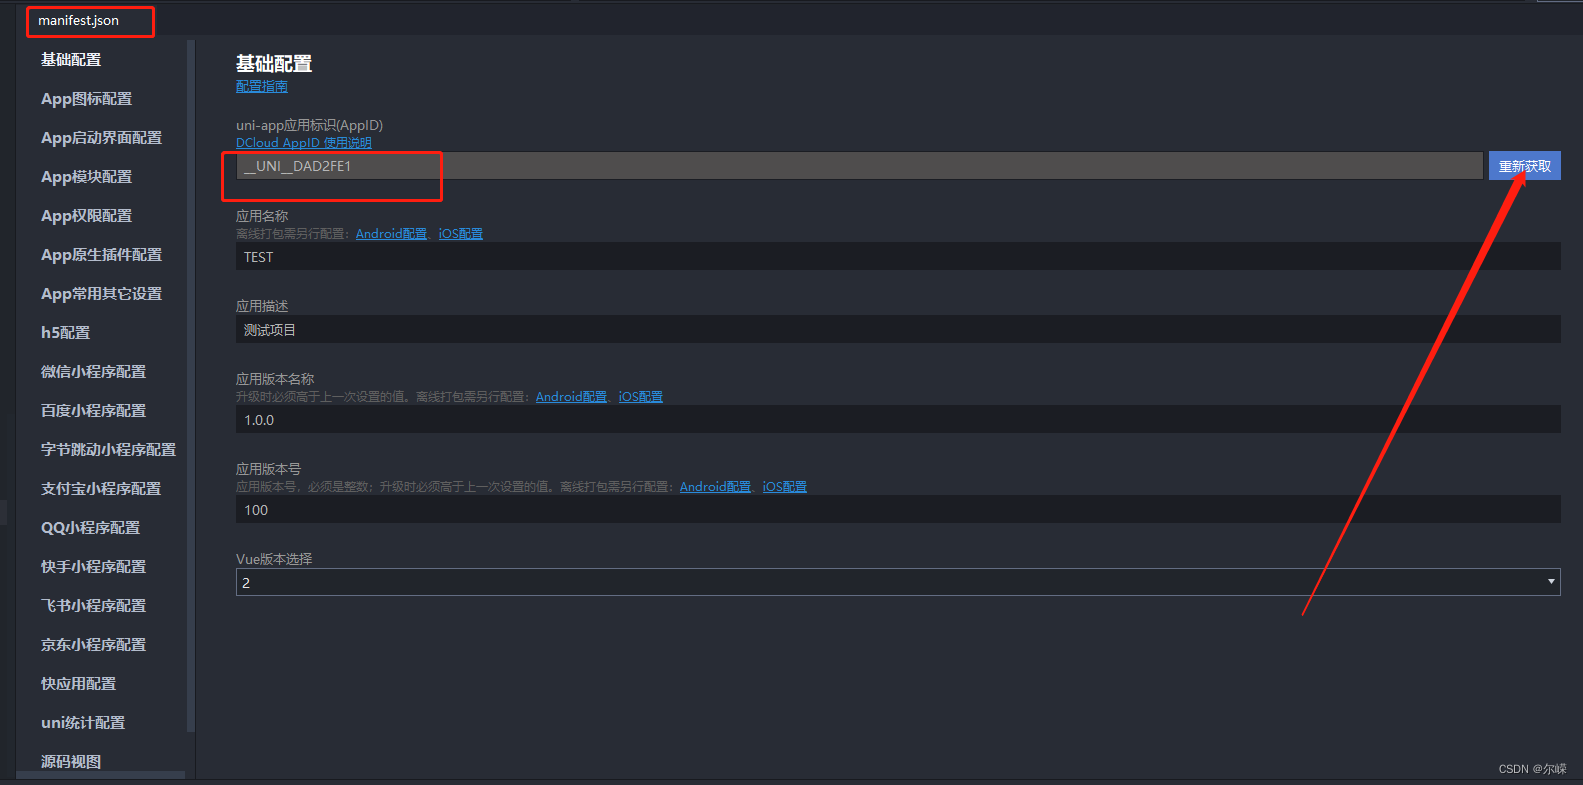 manifest.json
基础配置
App图标配置
App启动界面配置
App模块配置
App权限配置
App原生插件配置
App常用其它设置
h5配置
微信小程序配置
百度小程序配置
字节跳动小程序配置
支付宝小程序配置
QQ小程序配置
快手小程序配置
飞书小程序配置
京东小程序配置
快应用配置
uni统计配置
源码视图
基础配置
配置指南
uni-app应用标识(AppID)
DCloud AppID 使用说明
__UNI__DAD2FE1
重新获取
应用名称
离线打包需另行配置：Android配置、iOS配置
TEST
应用描述
测试项目
应用版本名称
升级时必须高于上一次设置的值。离线打包需另行配置：Android配置、iOS配置
1.0.0
应用版本号
应用版本号，必须是整数；升级时必须高于上一次设置的值。离线打包需另行配置：Android配置、iOS配置
100
Vue版本选择
2
CSDN @尔嵘